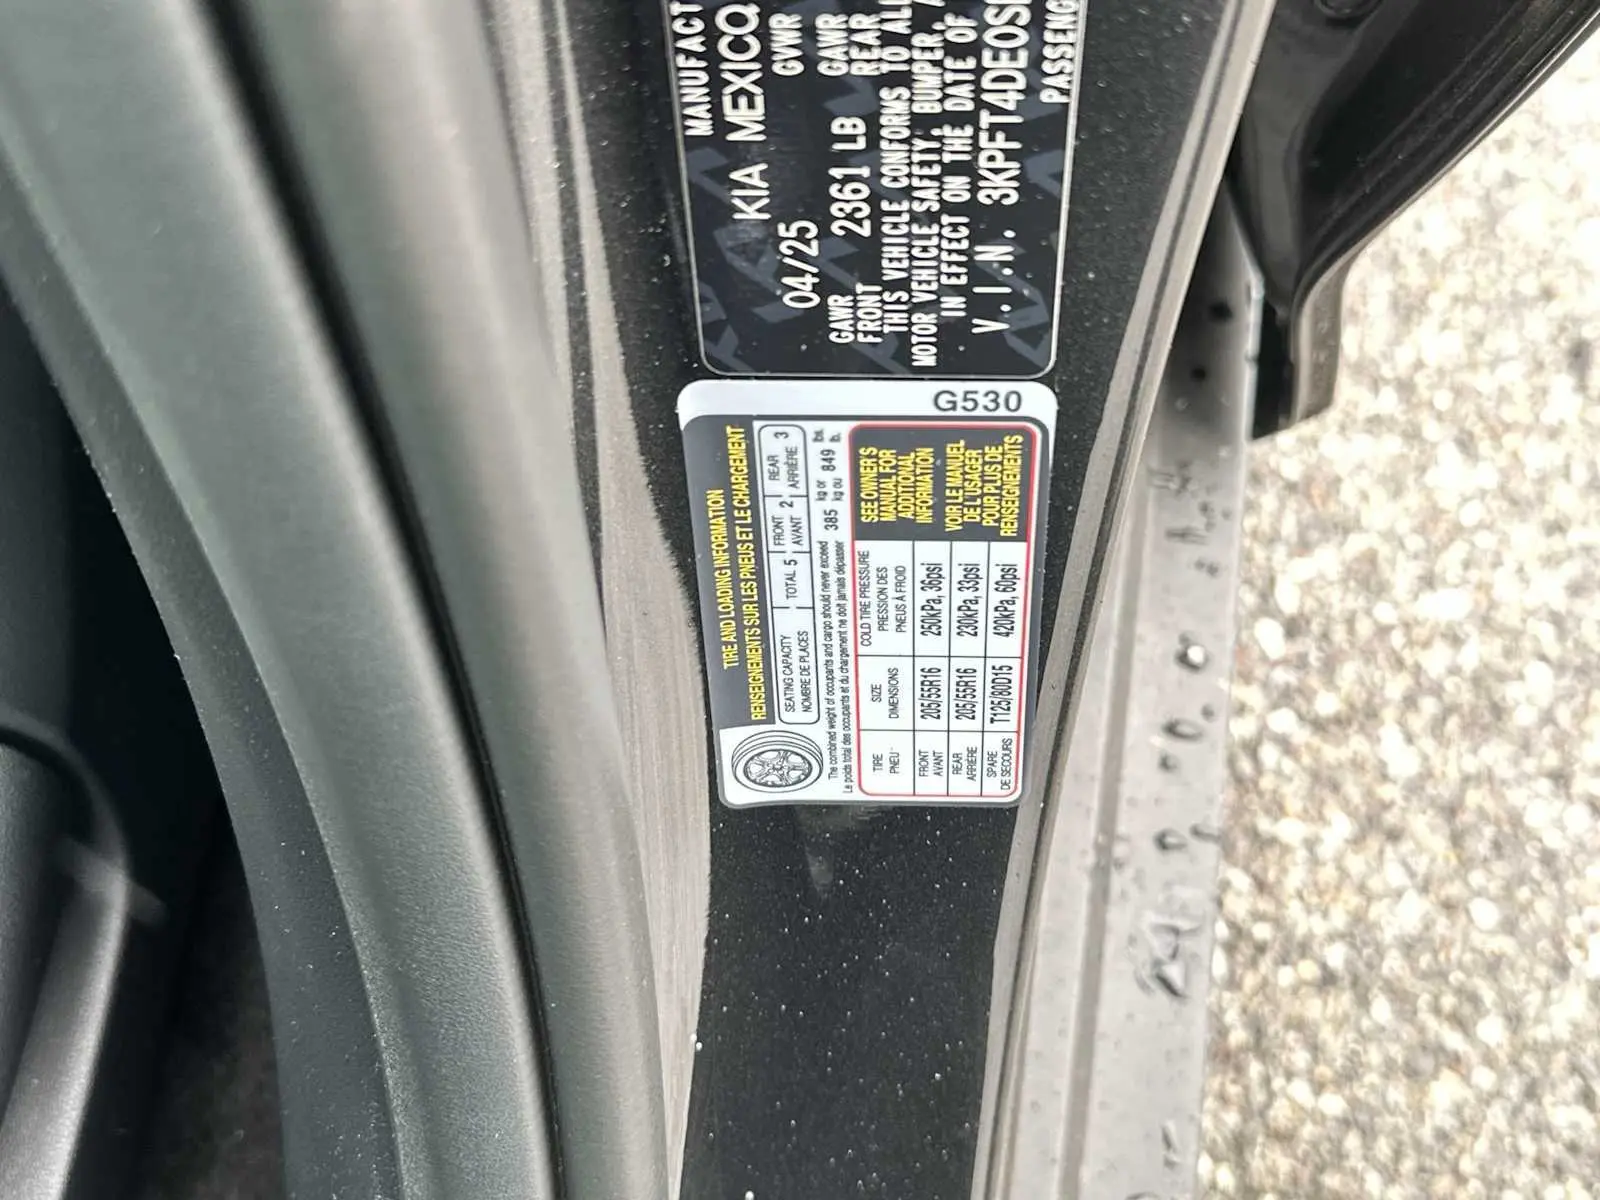 MANUFACT
KIA MEXICO
04/25 GVWR
GAWR FRONT 2361 LB GAWR REAR
THIS VEHICLE CONFORMS TO ALL
MOTOR VEHICLE SAFETY, BUMPER,
IN EFFECT ON THE DATE OF
V.I.N. 3KPFT4DE0S
PASSENG
G530
TIRE AND LOADING INFORMATION
RENSEIGNEMENTS SUR LES PNEUS ET LE CHARGEMENT
SEATING CAPACITY TOTAL 5 FRONT 2 REAR 3
NOMBRE DE PLACES AVANT ARRIÈRE
The combined weight of occupants and cargo should never exceed 385 kg or 849 lbs.
Le poids total des occupants et du chargement ne doit jamais dépasser kg ou lb.
TIRE SIZE COLD TIRE PRESSURE
PNEU DIMENSIONS PRESSION DES PNEUS À FROID
FRONT AVANT 205/55R16 250kPa, 36psi
REAR ARRIÈRE 205/55R16 230kPa, 33psi
SPARE DE SECOURS T125/80D15 420kPa, 60psi
SEE OWNER'S
MANUAL FOR
ADDITIONAL
INFORMATION
VOIR LE MANUEL
DE L'USAGER
POUR PLUS DE
RENSEIGNEMENTS